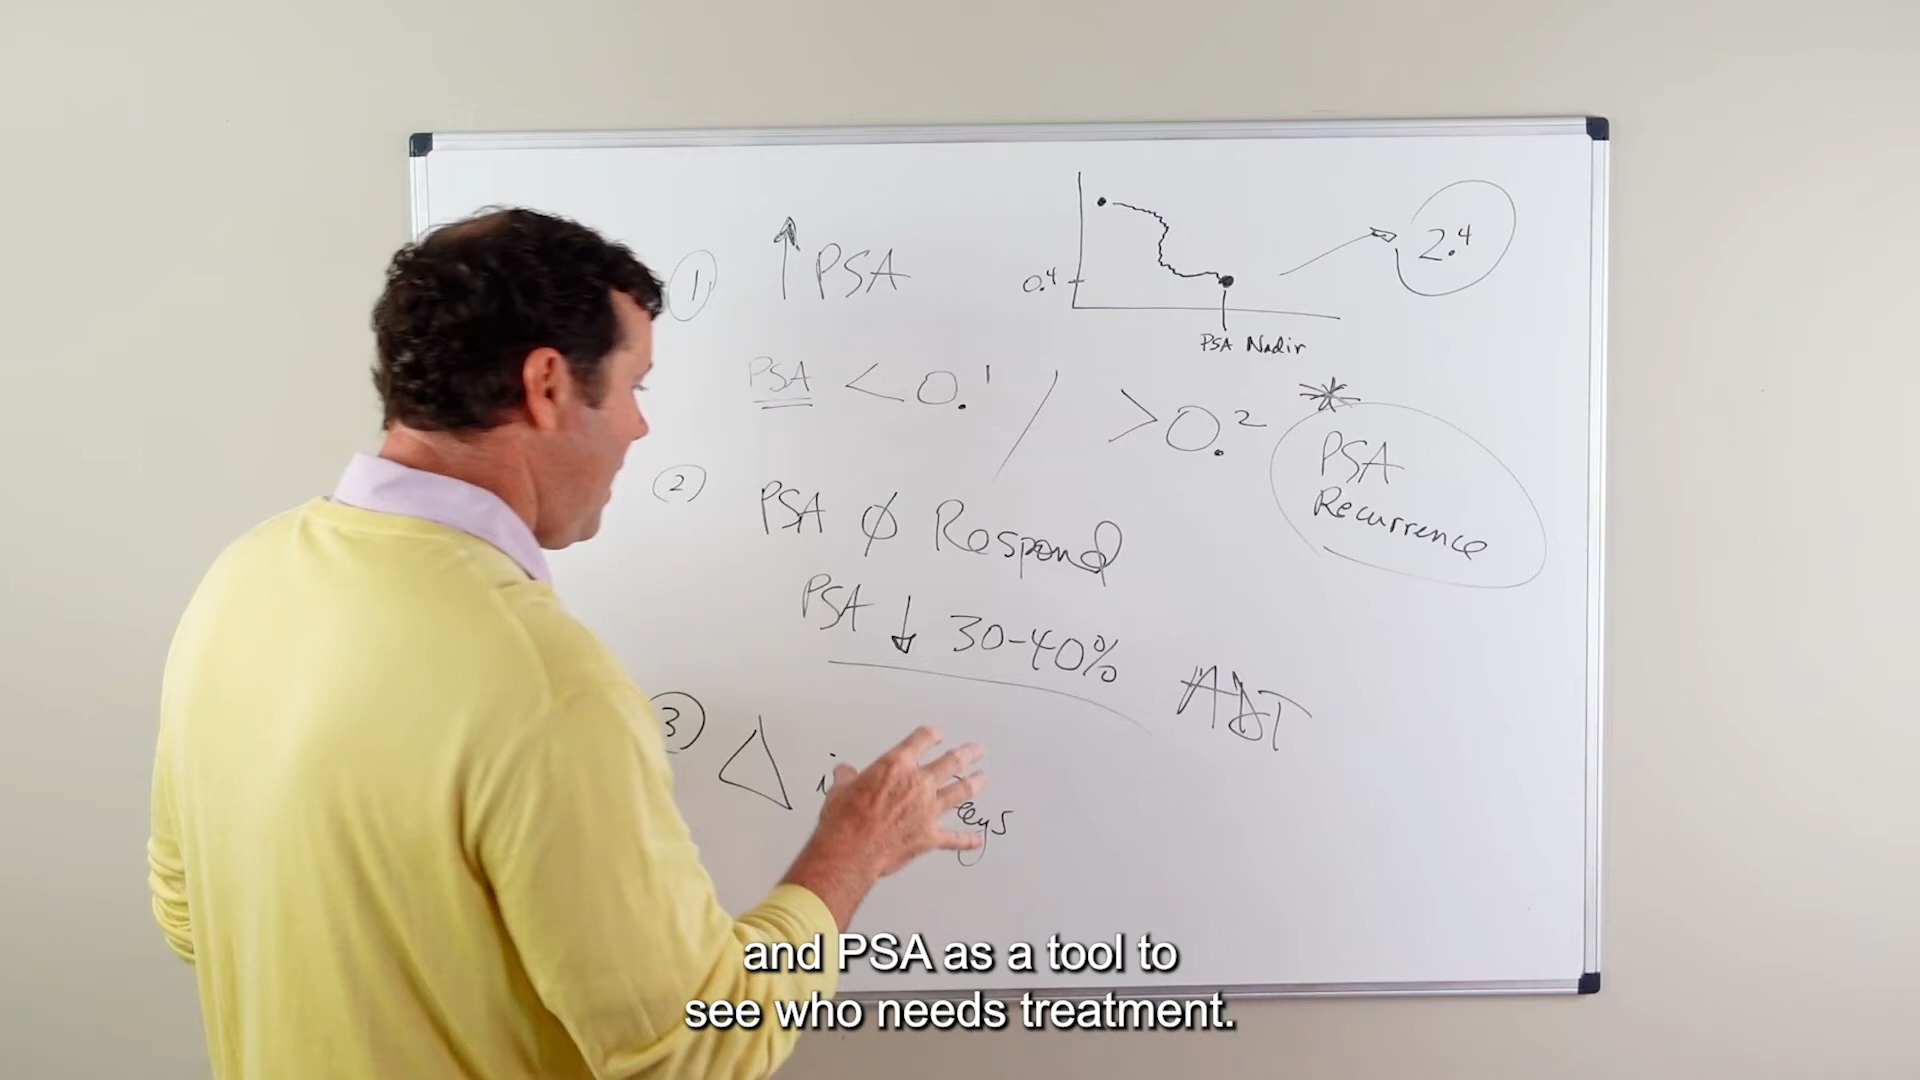 1
↑ PSA
0.4
2.4
PSA Nadir
PSA < 0.1 / > 0.2
*
PSA
Recurrence
2
PSA ø Respond
PSA ↓ 30-40%
ADT
3
Δ
and PSA as a tool to
see who needs treatment.